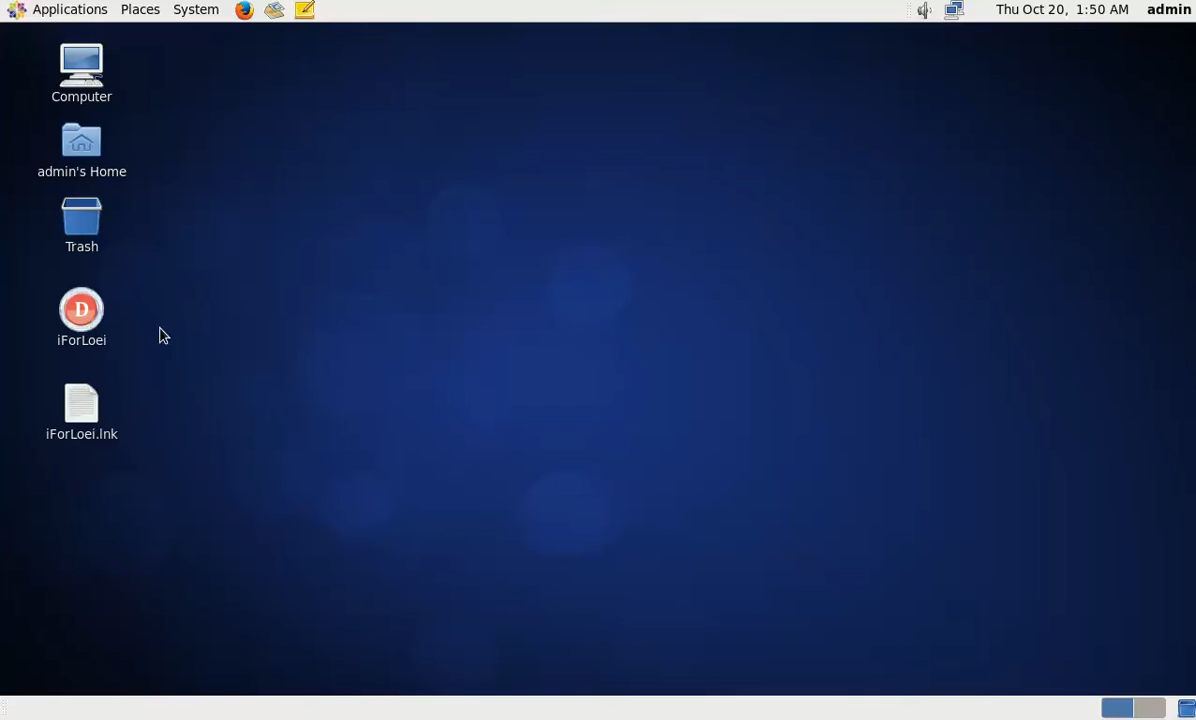 Applications Places System Thu Oct 20, 1:50 AM admin
Computer
admin's Home
Trash
D
iForLoei
iForLoei.lnk